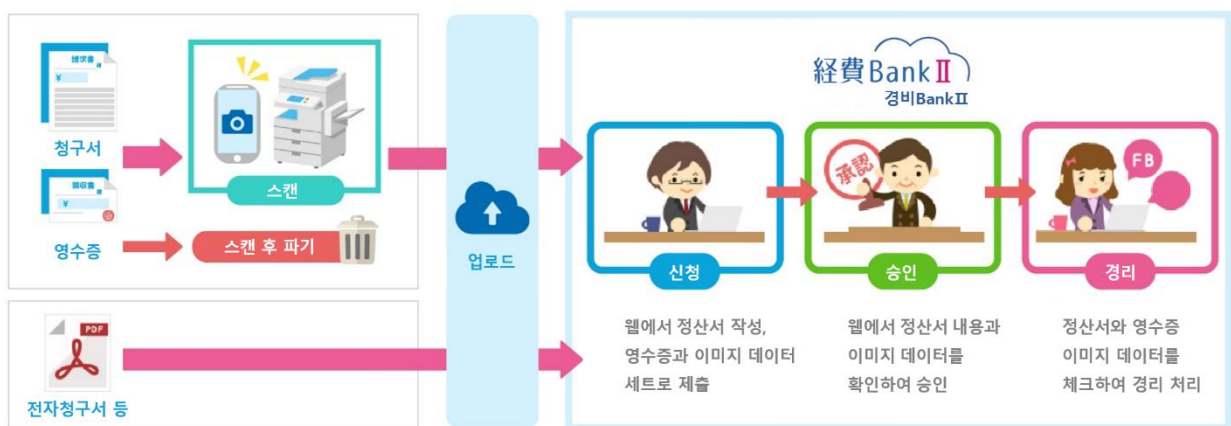 請求書
¥
청구서
領収書
¥
영수증
스캔
스캔 후 파기
PDF
전자청구서 등
업로드
経費BankⅡ
경비BankⅡ
신청
웹에서 정산서 작성,
영수증과 이미지 데이터
세트로 제출
承認
승인
웹에서 정산서 내용과
이미지 데이터를
확인하여 승인
FB
경리
정산서와 영수증
이미지 데이터를
체크하여 경리 처리